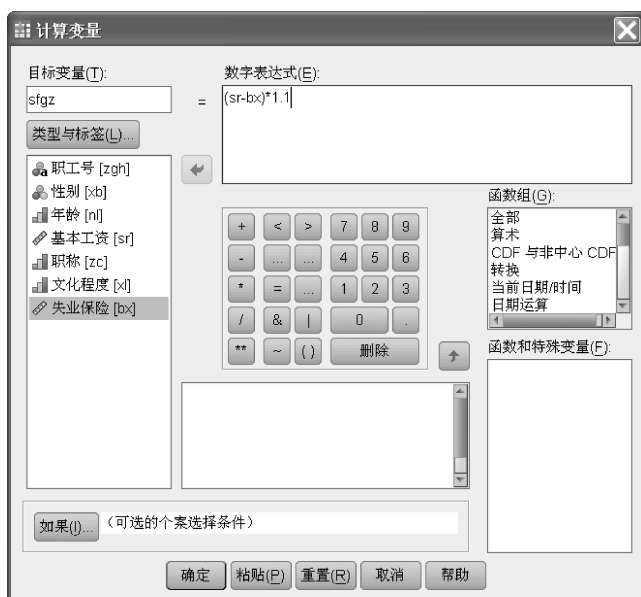 计算变量
目标变量(T):
sfgz
=
数字表达式(E):
(sr-bx)*1.1
类型与标签(L)...
职工号 [zgh]
性别 [xb]
年龄 [nl]
基本工资 [sr]
职称 [zc]
文化程度 [xl]
失业保险 [bx]
+ < > 7 8 9
- ... ... 4 5 6
* = ... 1 2 3
/ & | 0 .
** ~ ( ) 删除
函数组(G):
全部
算术
CDF 与非中心 CDF
转换
当前日期/时间
日期运算
函数和特殊变量(F):
如果(I)... (可选的个案选择条件)
确定 粘贴(P) 重置(R) 取消 帮助